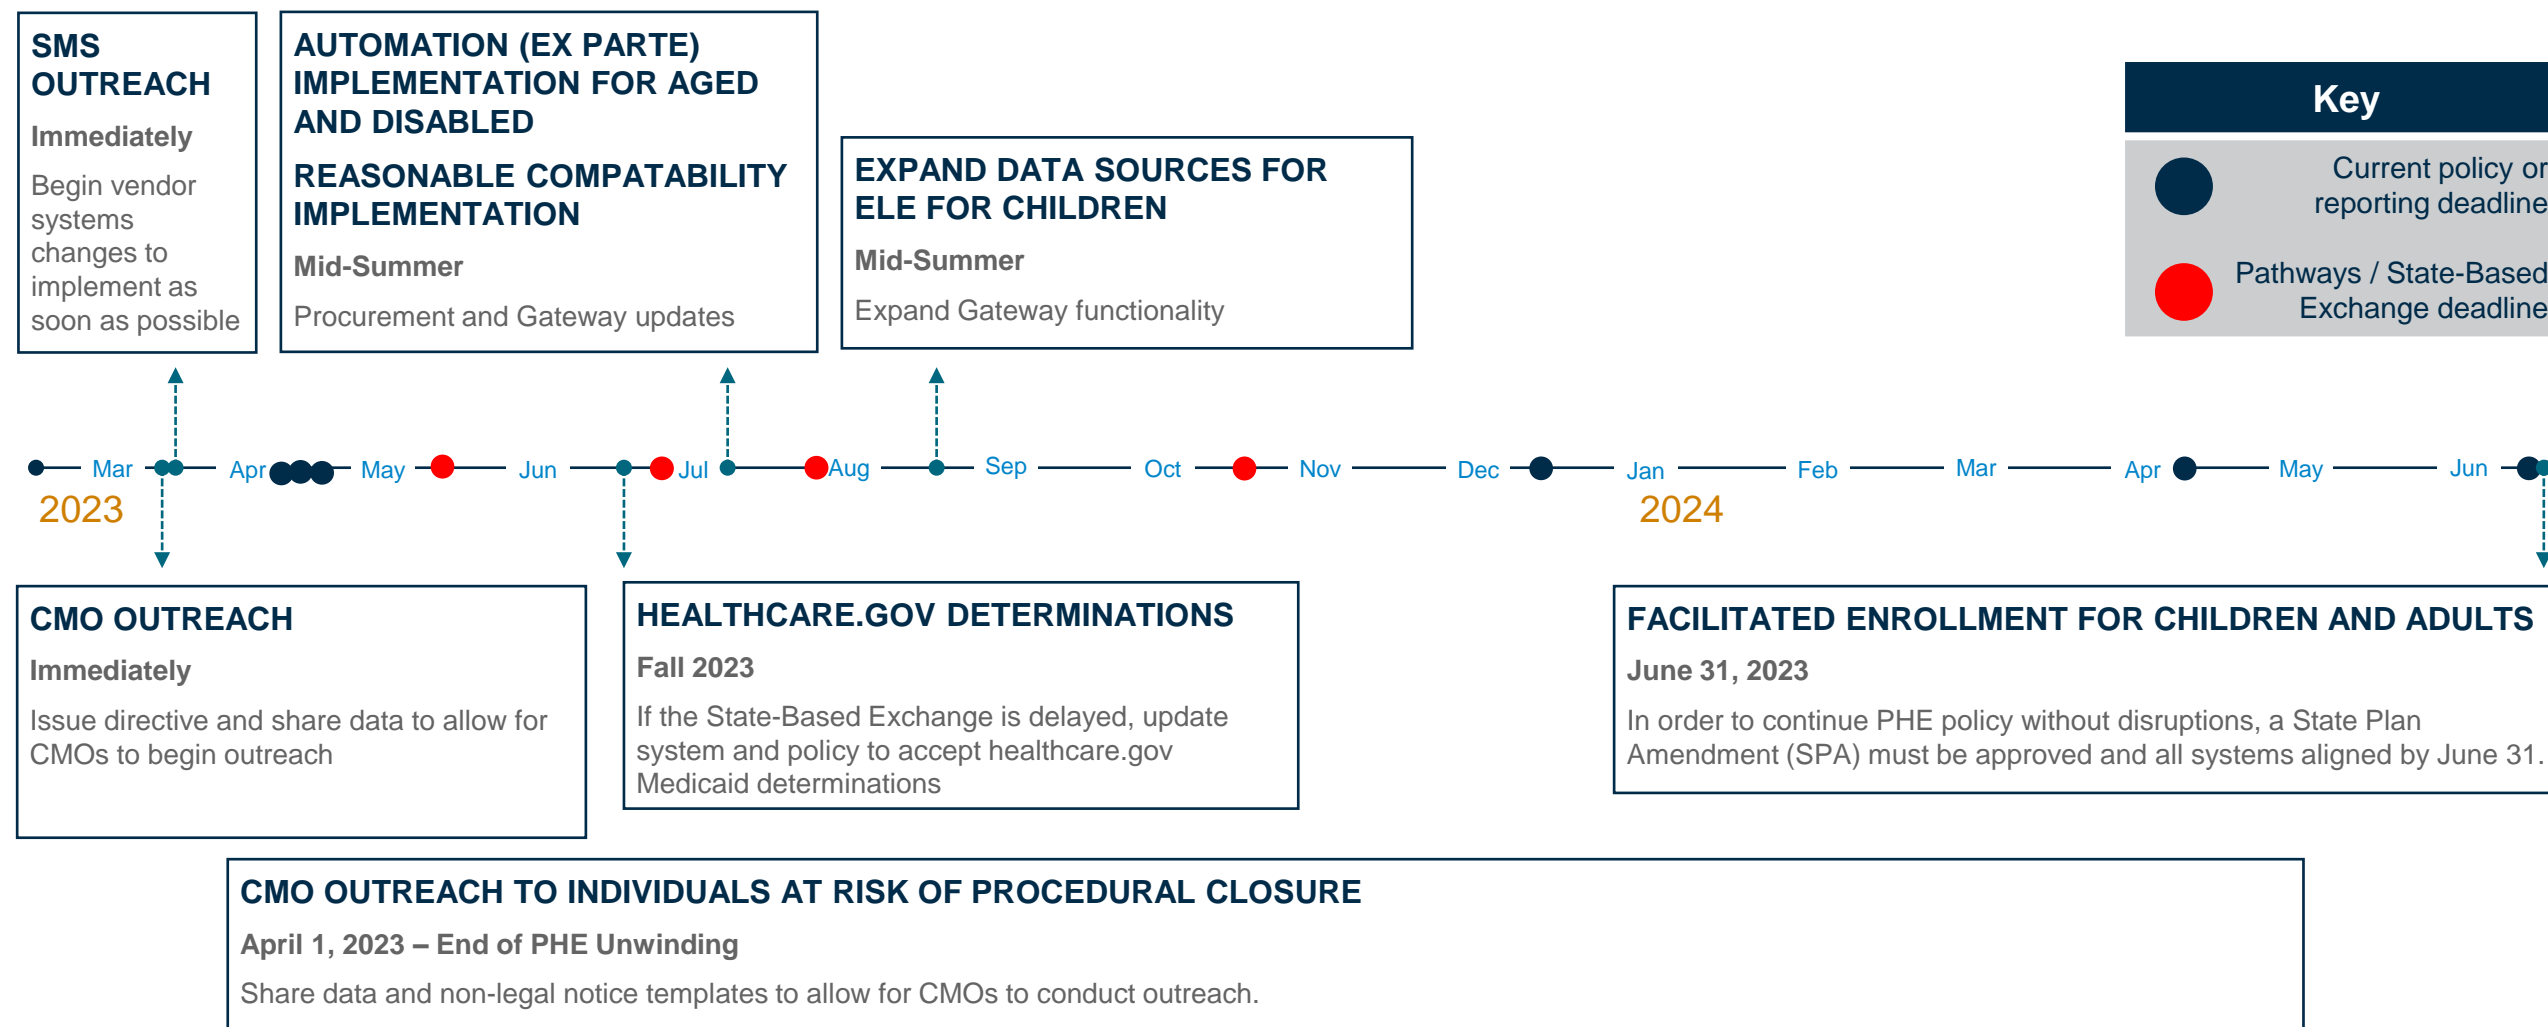 SMS
OUTREACH
Immediately
Begin vendor
systems
changes to
implement as
soon as possible
AUTOMATION (EX PARTE)
IMPLEMENTATION FOR AGED
AND DISABLED
REASONABLE COMPATABILITY
IMPLEMENTATION
Mid-Summer
Procurement and Gateway updates
EXPAND DATA SOURCES FOR
ELE FOR CHILDREN
Mid-Summer
Expand Gateway functionality
Key
Current policy or
reporting deadline
Pathways / State-Based
Exchange deadline
Mar Apr May Jun Jul Aug Sep Oct Nov Dec Jan Feb Mar Apr May Jun
2023 2024
CMO OUTREACH
Immediately
Issue directive and share data to allow for
CMOs to begin outreach
HEALTHCARE.GOV DETERMINATIONS
Fall 2023
If the State-Based Exchange is delayed, update
system and policy to accept healthcare.gov
Medicaid determinations
FACILITATED ENROLLMENT FOR CHILDREN AND ADULTS
June 31, 2023
In order to continue PHE policy without disruptions, a State Plan
Amendment (SPA) must be approved and all systems aligned by June 31.
CMO OUTREACH TO INDIVIDUALS AT RISK OF PROCEDURAL CLOSURE
April 1, 2023 – End of PHE Unwinding
Share data and non-legal notice templates to allow for CMOs to conduct outreach.